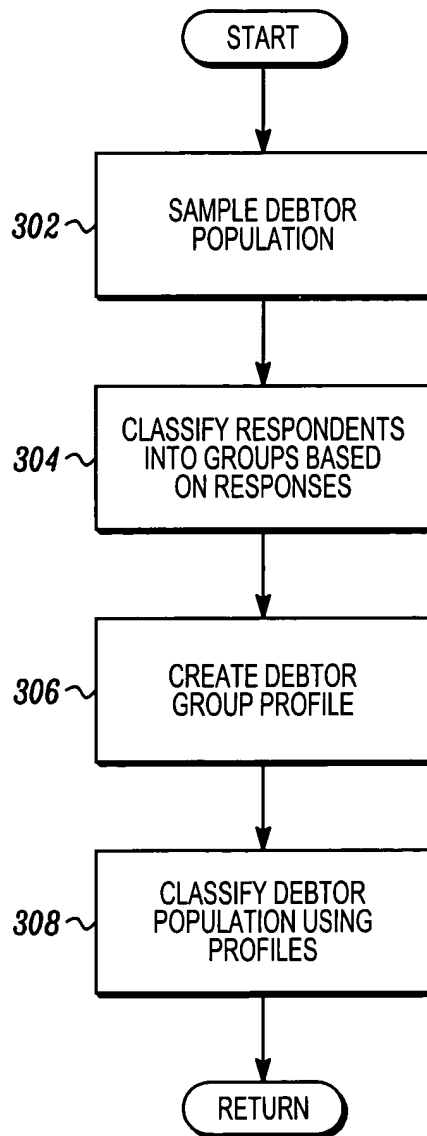 START
302
SAMPLE DEBTOR
POPULATION
304
CLASSIFY RESPONDENTS
INTO GROUPS BASED
ON RESPONSES
306
CREATE DEBTOR
GROUP PROFILE
308
CLASSIFY DEBTOR
POPULATION USING
PROFILES
RETURN